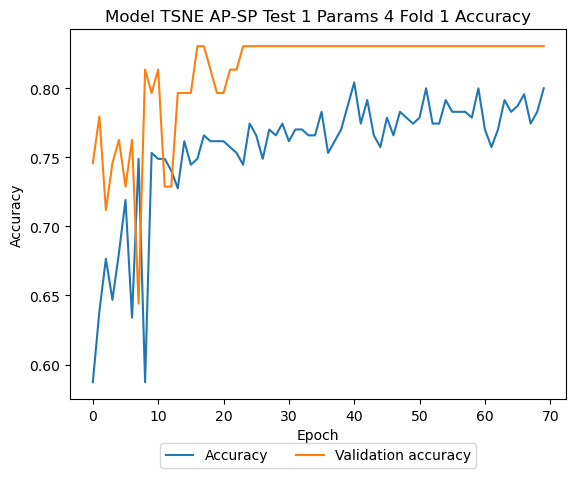 Model TSNE AP-SP Test 1 Params 4 Fold 1 Accuracy
0.80
0.75
0.70
0.65
0.60
Accuracy
0 10 20 30 40 50 60 70
Epoch
Accuracy Validation accuracy